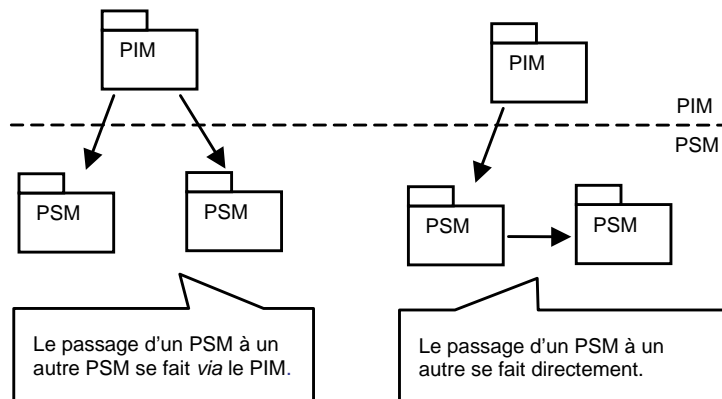 PIM
PIM
PIM
PSM
PSM
PSM
PSM
PSM
Le passage d'un PSM à un
autre PSM se fait via le PIM.
Le passage d'un PSM à un
autre se fait directement.